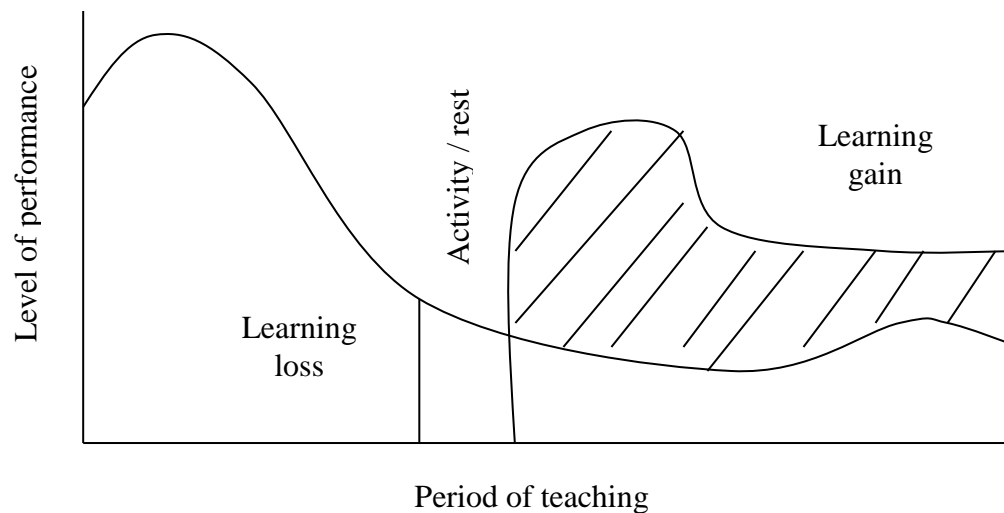 Level of performance
Activity / rest
Learning
gain
Learning
loss
Period of teaching